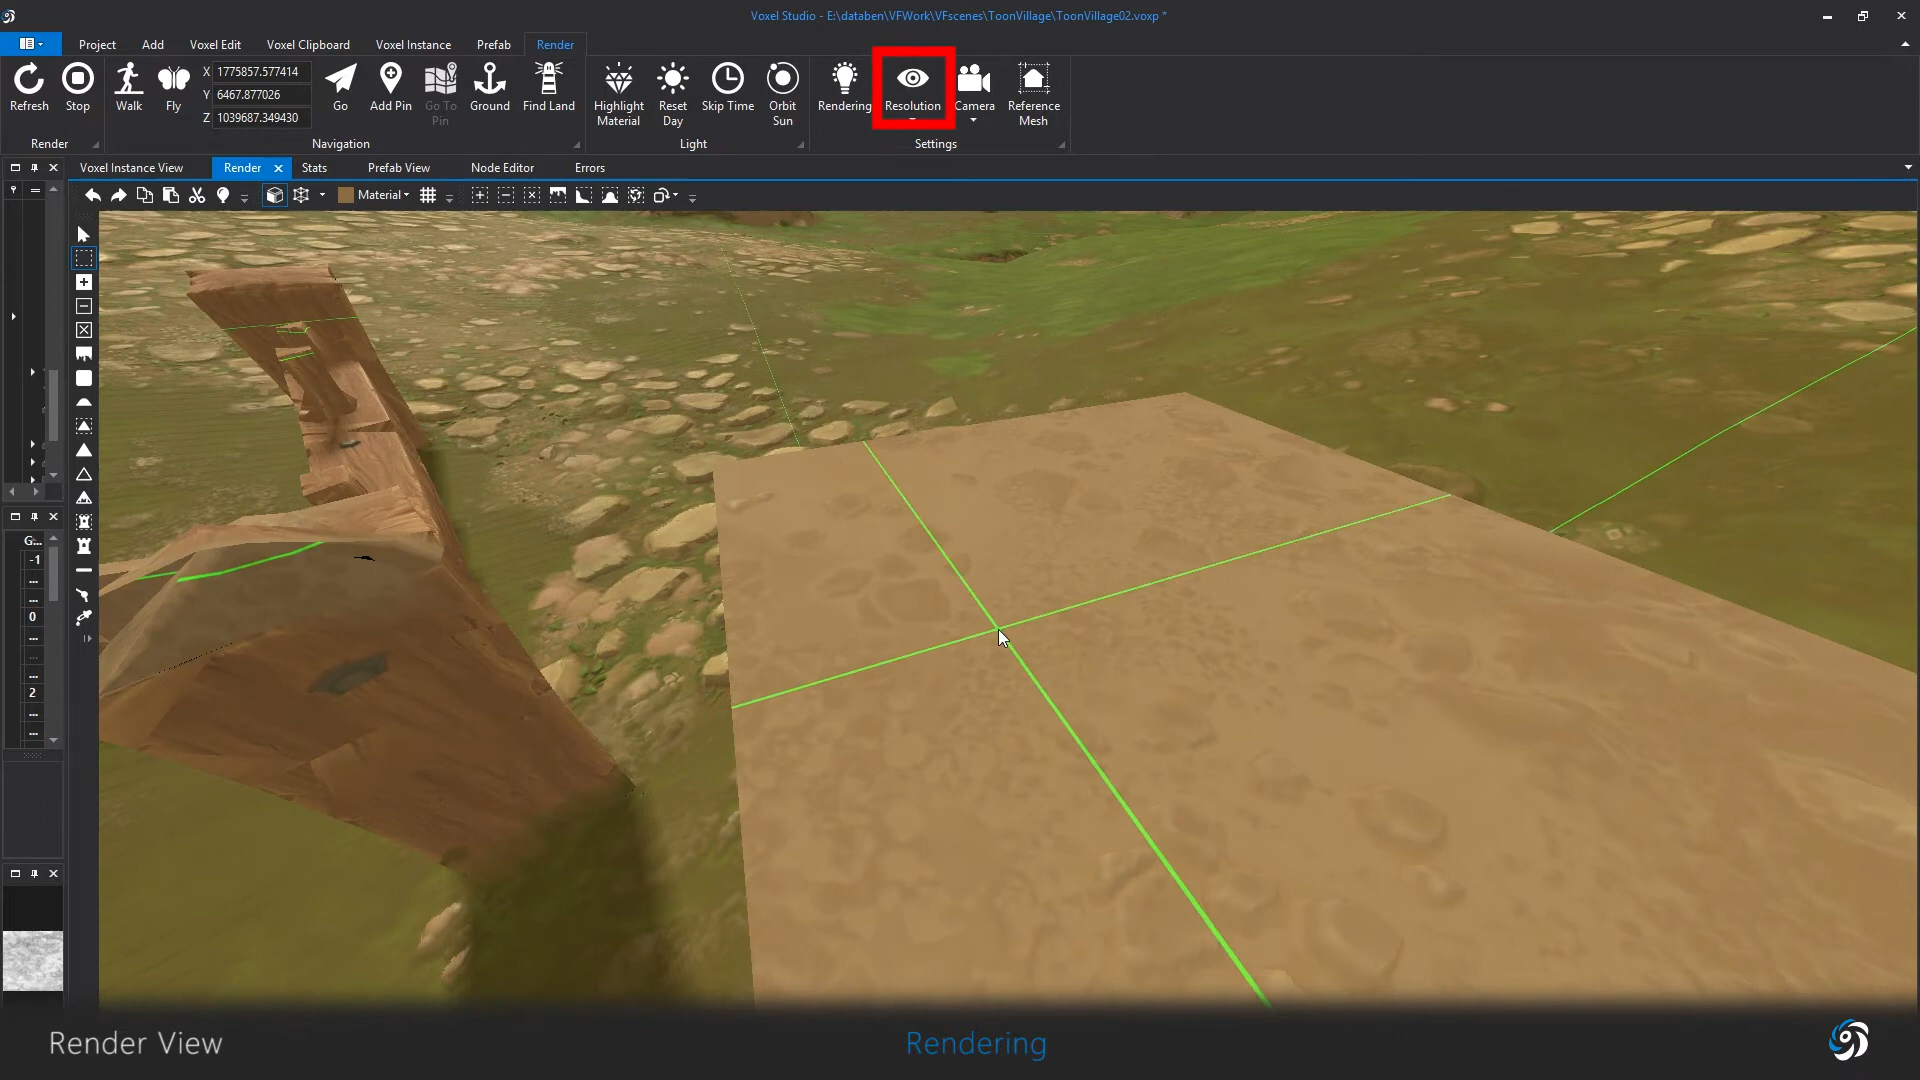 Voxel Studio - E:\databen\VFWork\VFscenes\ToonVillage\ToonVillage02.voxp *
Project Add Voxel Edit Voxel Clipboard Voxel Instance Prefab Render
X 1775857.577414
Y 6467.877026
Z 1039687.349430
Refresh Stop Walk Fly Go Add Pin Go To Pin Ground Find Land Highlight Material Reset Day Skip Time Orbit Sun Rendering Resolution Camera Reference Mesh
Render Navigation Light Settings
Voxel Instance View Render Stats Prefab View Node Editor Errors
Material
G...
-1
...
...
0
...
...
...
2
...
...
Render View Rendering